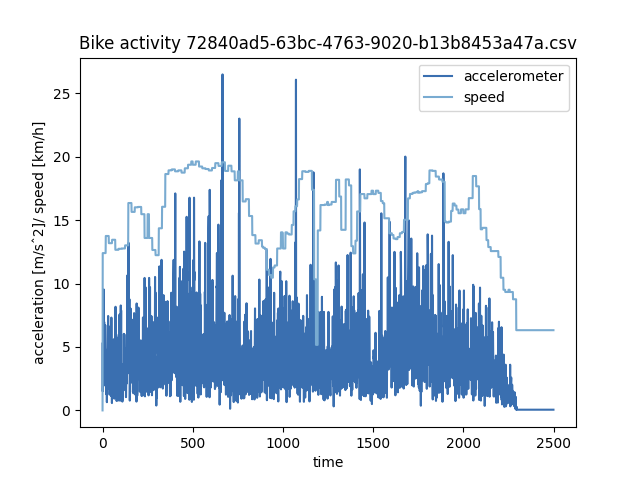 Bike activity 72840ad5-63bc-4763-9020-b13b8453a47a.csv
accelerometer
speed
acceleration [m/s^2]/ speed [km/h]
25
20
15
10
5
0
0 500 1000 1500 2000 2500
time